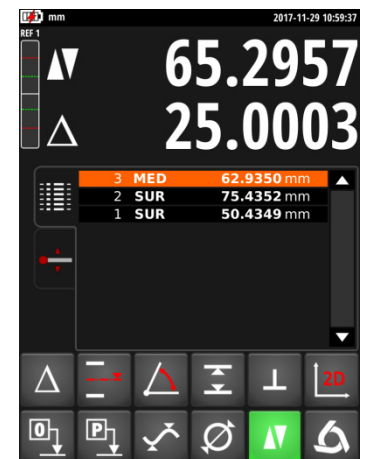 mm 2017-11-29 10:59:37
REF 1
65.2957
Δ 25.0003
3 MED 62.9350 mm
2 SUR 75.4352 mm
1 SUR 50.4349 mm
Δ 2D
0 P